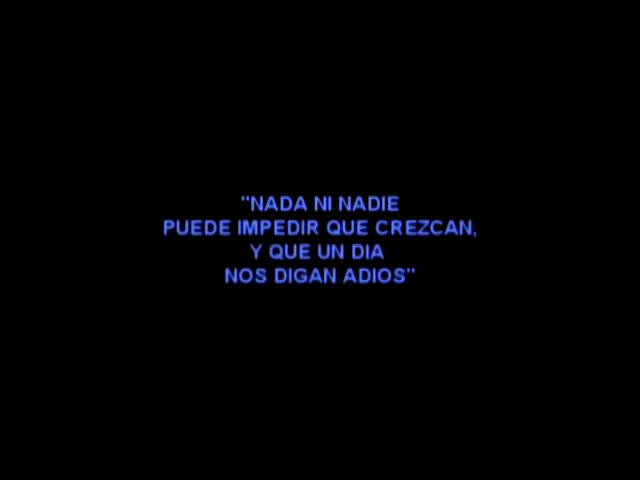 "NADA NI NADIE
PUEDE IMPEDIR QUE CREZCAN,
Y QUE UN DIA
NOS DIGAN ADIOS"